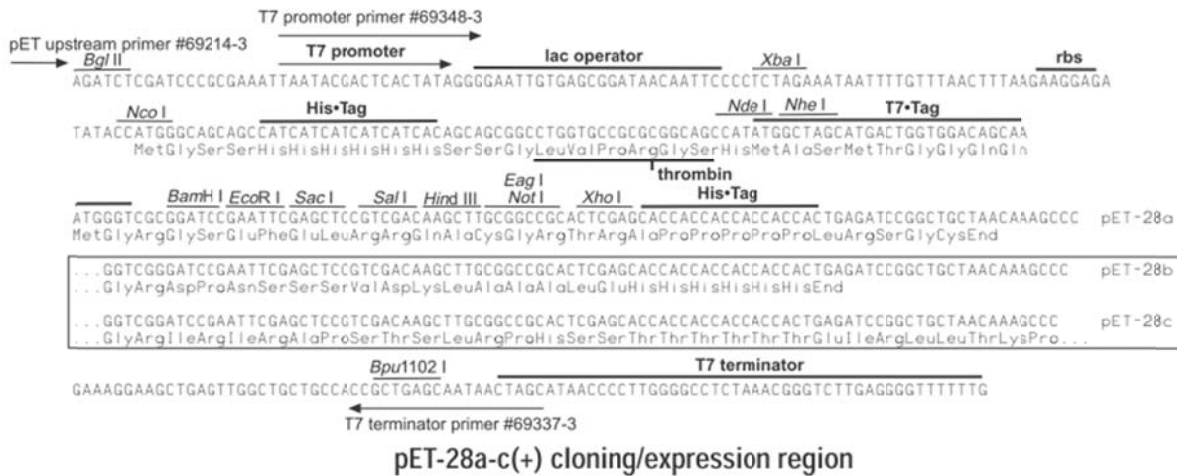 T7 promoter primer #69348-3
pET upstream primer #69214-3
Bgl II T7 promoter lac operator Xba I rbs
AGATCTCGATCCCGCGAAATTAATACGACTCACTATAGGGGAATTGTGAGCGGATAACAATTCCCCTCTAGAAATAATTTTGTTTAACTTTAAGAAGGAGA
Nco I His•Tag Nde I Nhe I T7•Tag
TATACCATGGGCAGCAGCCATCATCATCATCATCACAGCAGCGGCCTGGTGCCGCGCGGCAGCCATATGGCTAGCATGACTGGTGGACAGCAA
MetGlySerSerHisHisHisHisHisHisSerSerGlyLeuValProArgGlySerHisMetAlaSerMetThrGlyGlyGlnGln
thrombin
BamH I EcoR I Sac I Sal I Hind III Eag I Not I Xho I His•Tag
ATGGGTCGCGGATCCGAATTCGAGCTCCGTCGACAAGCTTGCGGCCGCACTCGAGCACCACCACCACCACCACTGAGATCCGGCTGCTAACAAAGCCC pET-28a
MetGlyArgGlySerGluPheGluLeuArgArgGlnAlaCysGlyArgThrArgAlaProProProProProLeuArgSerGlyCysEnd
...GGTCGGGATCCGAATTCGAGCTCCGTCGACAAGCTTGCGGCCGCACTCGAGCACCACCACCACCACCACTGAGATCCGGCTGCTAACAAAGCCC pET-28b
...GlyArgAspProAsnSerSerSerValAspLysLeuAlaAlaAlaLeuGluHisHisHisHisHisHisEnd
...GGTCGGATCCGAATTCGAGCTCCGTCGACAAGCTTGCGGCCGCACTCGAGCACCACCACCACCACCACTGAGATCCGGCTGCTAACAAAGCCC pET-28c
...GlyArgIleArgIleArgAlaProSerThrSerLeuArgProHisSerSerThrThrThrThrThrThrGluIleArgLeuLeuThrLysPro...
Bpu1102 I T7 terminator
GAAAGGAAGCTGAGTTGGCTGCTGCCACCGCTGAGCAATAACTAGCATAACCCCTTGGGGCCTCTAAACGGGTCTTGAGGGGTTTTTTG
T7 terminator primer #69337-3
pET-28a-c(+) cloning/expression region